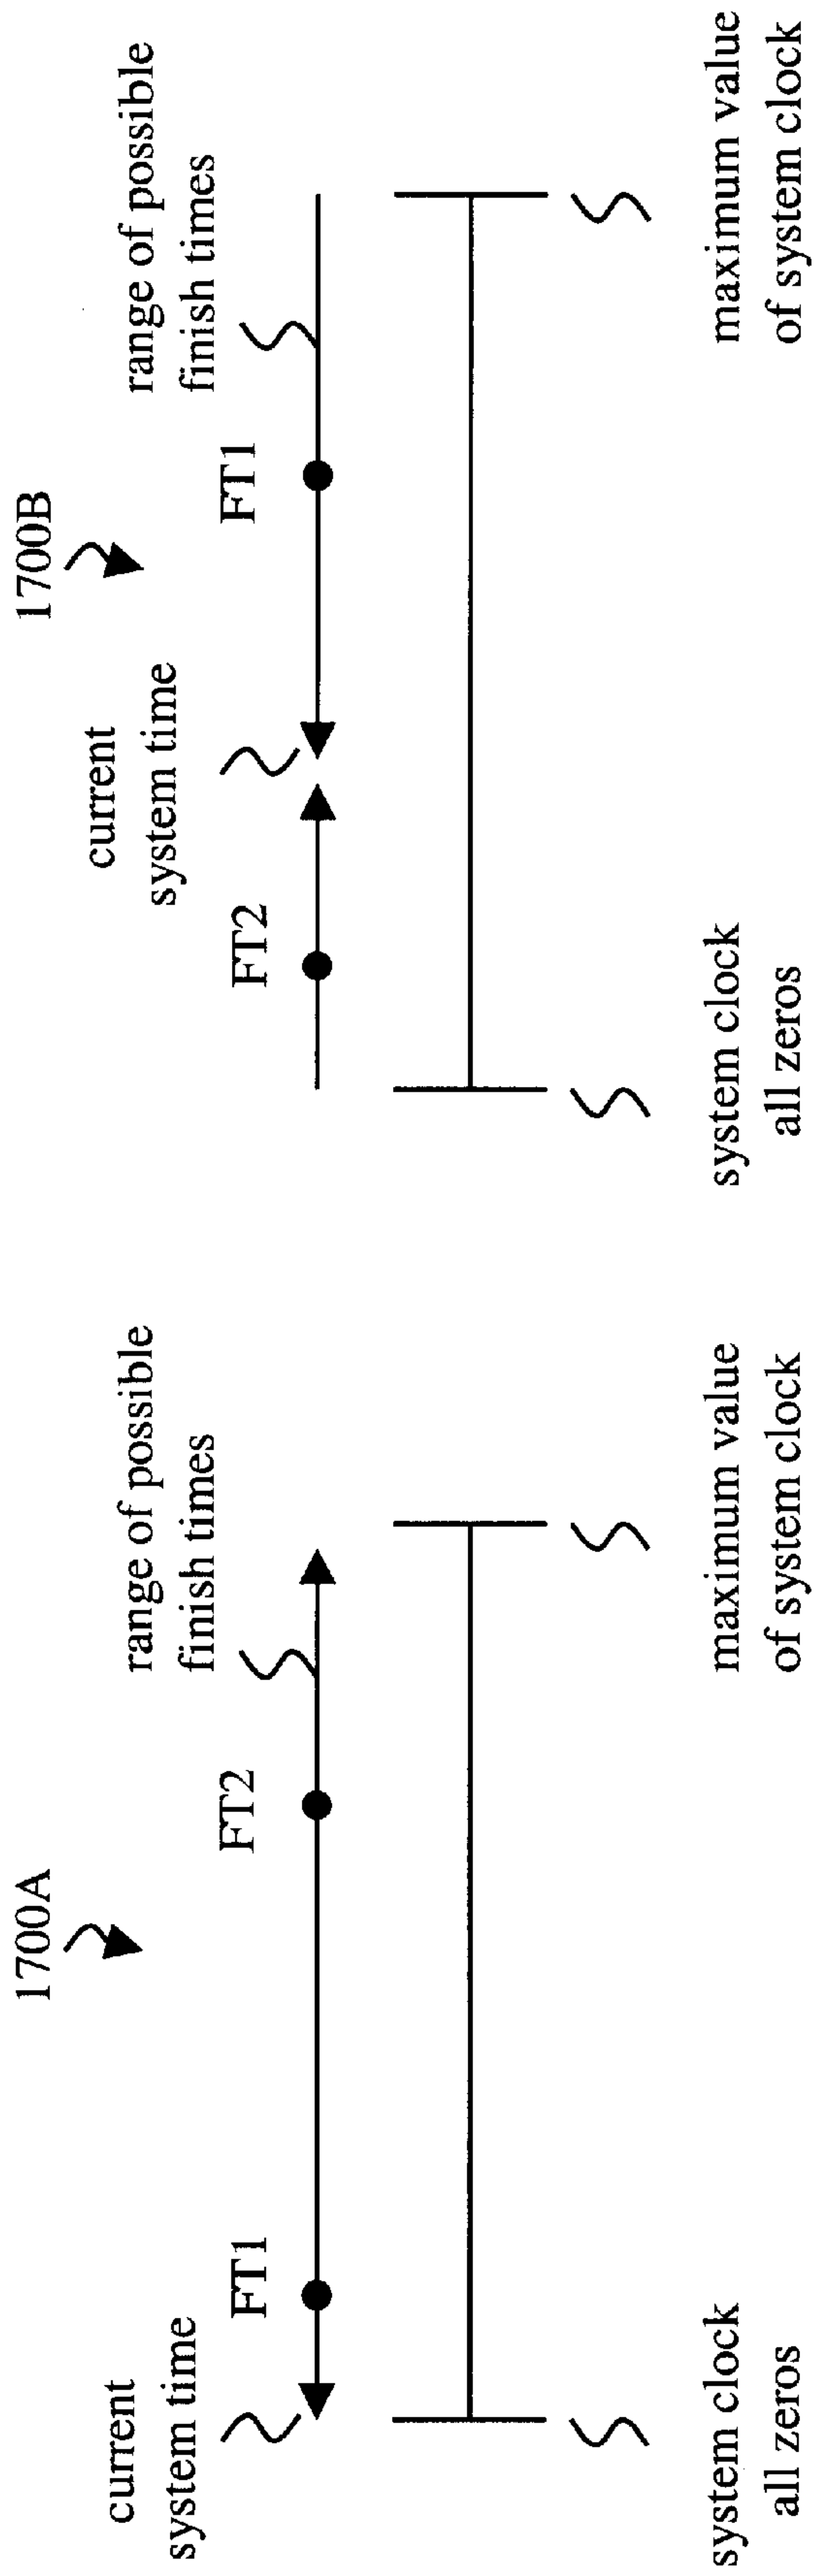 1700A
current
system time
FT1
FT2
range of possible
finish times
system clock
all zeros
maximum value
of system clock
1700B
current
system time
FT2
FT1
range of possible
finish times
system clock
all zeros
maximum value
of system clock